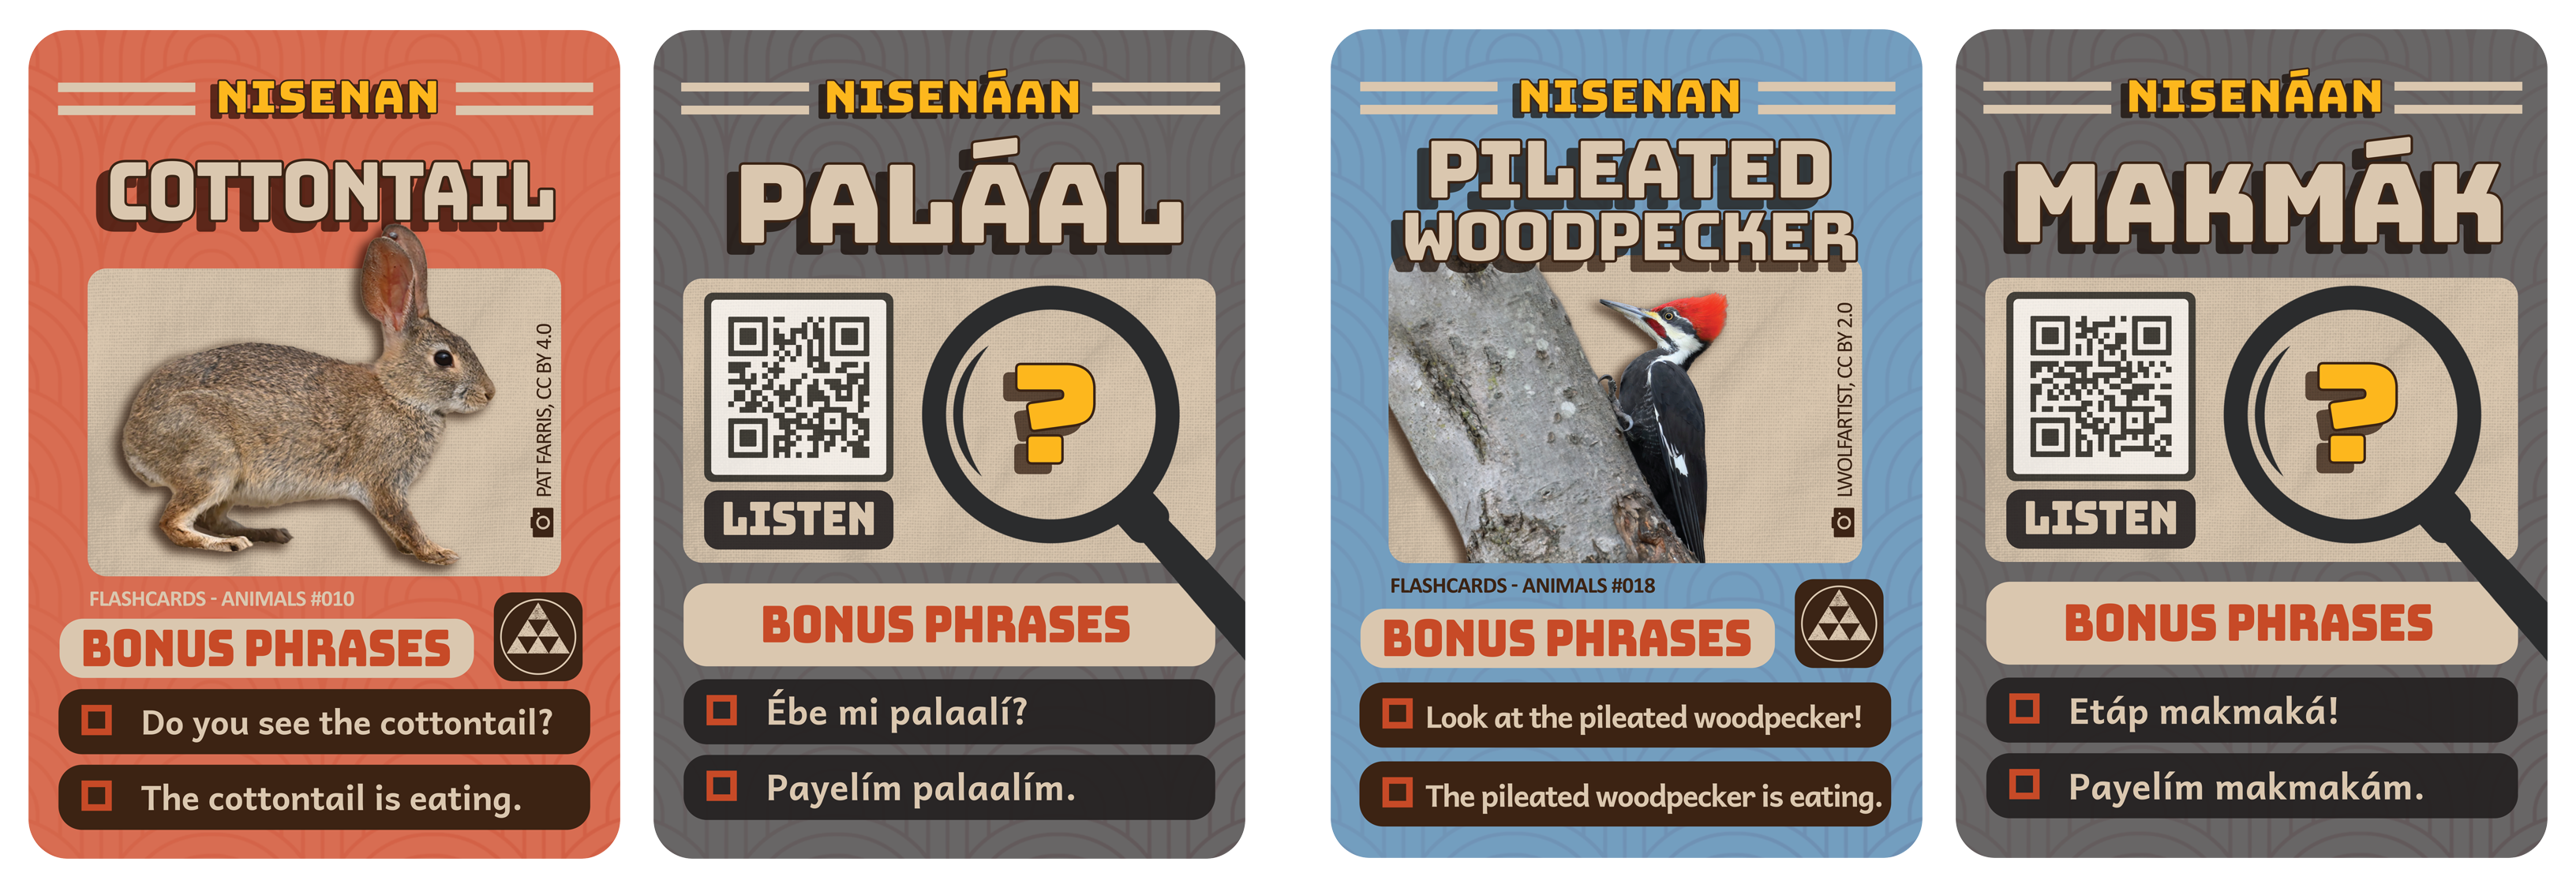 NISENAN
COTTONTAIL
PAT FARRIS, CC BY 4.0
FLASHCARDS - ANIMALS #010
BONUS PHRASES
Do you see the cottontail?
The cottontail is eating.
NISENÁAN
PALÁAL
?
LISTEN
BONUS PHRASES
Ébe mi palaalí?
Payelím palaalím.
NISENAN
PILEATED
WOODPECKER
LWOLFARTIST, CC BY 2.0
FLASHCARDS - ANIMALS #018
BONUS PHRASES
Look at the pileated woodpecker!
The pileated woodpecker is eating.
NISENÁAN
MAKMÁK
?
LISTEN
BONUS PHRASES
Etáp makmaká!
Payelím makmakám.